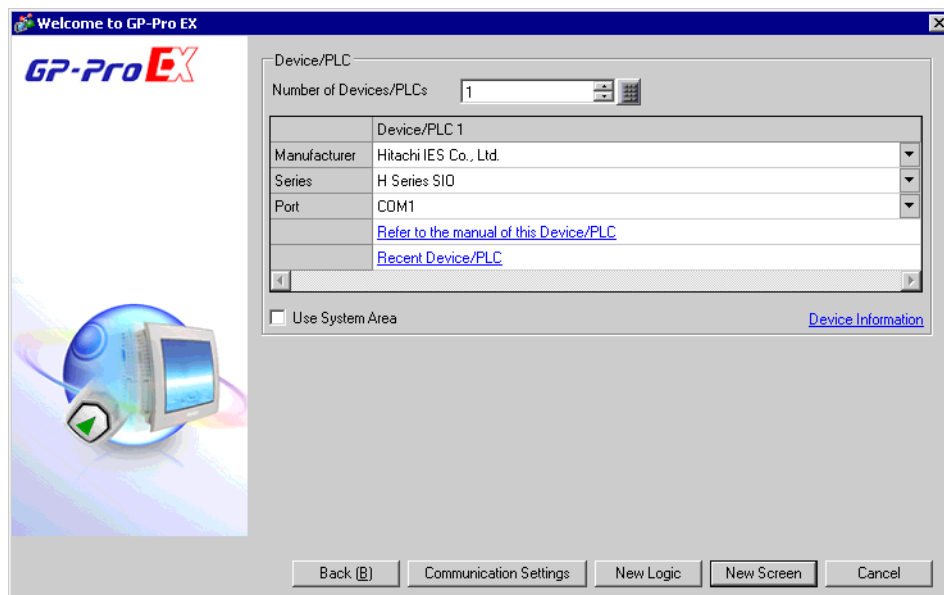 Welcome to GP-Pro EX
GP-Pro EX
Device/PLC
Number of Devices/PLCs 1
Device/PLC 1
Manufacturer Hitachi IES Co., Ltd.
Series H Series SIO
Port COM1
Refer to the manual of this Device/PLC
Recent Device/PLC
Use System Area Device Information
Back (B) Communication Settings New Logic New Screen Cancel